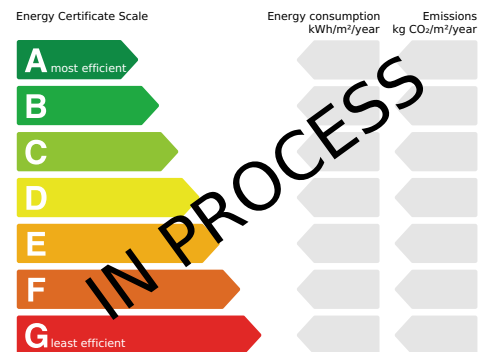 Energy Certificate Scale
Energy consumption
kWh/m²/year
Emissions
kg CO₂/m²/year
A most efficient
B
C
D
E
F
G least efficient
IN PROCESS